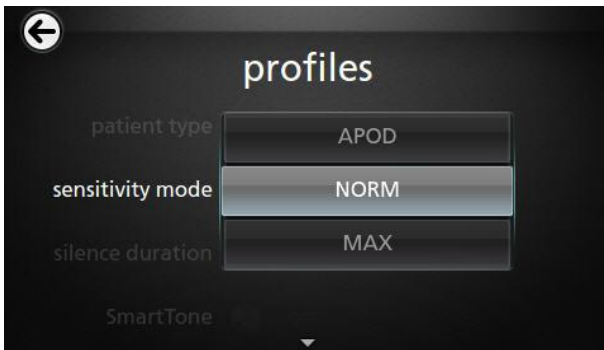 profiles
patient type
APOD
sensitivity mode NORM
silence duration MAX
SmartTone